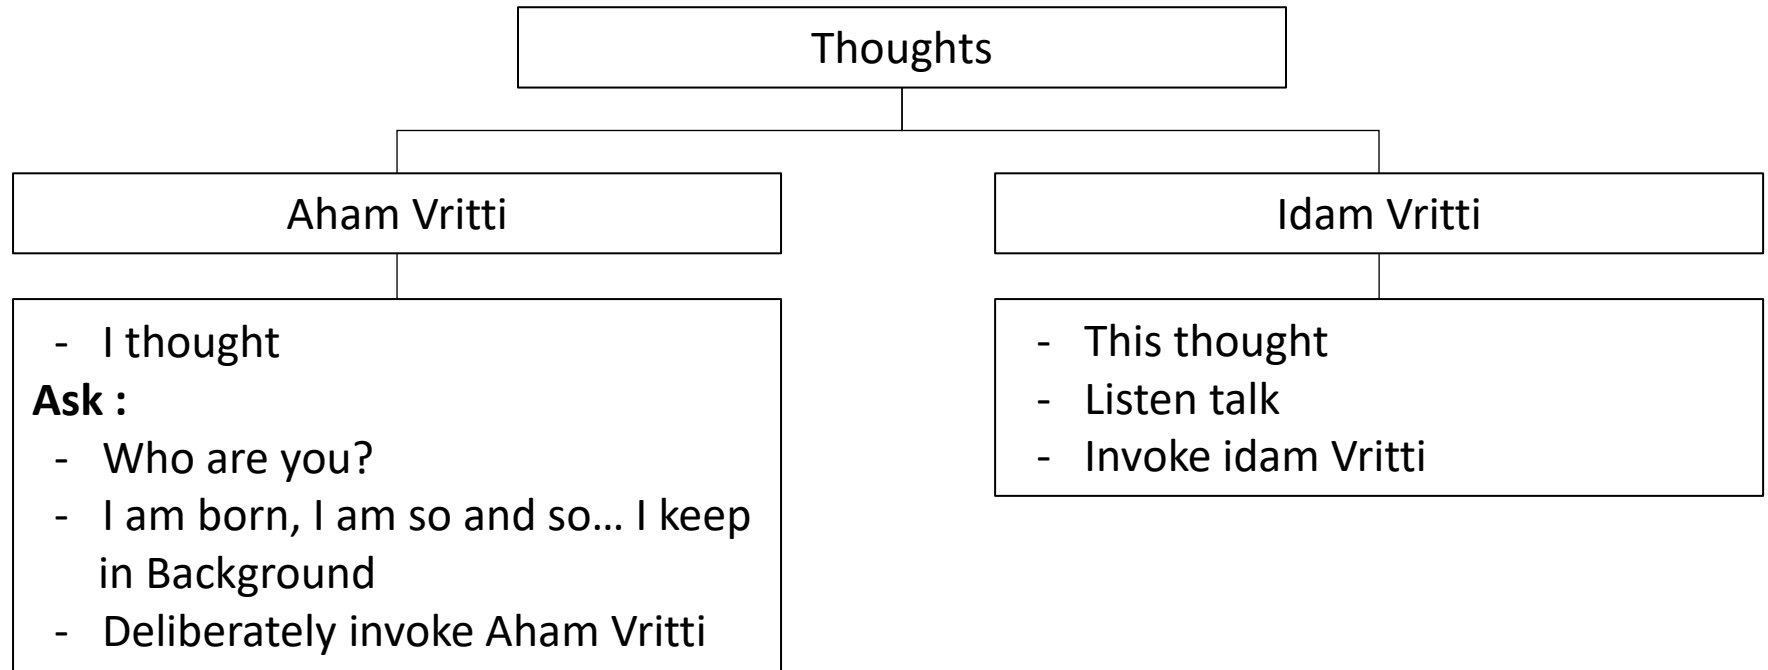 Thoughts
Aham Vritti
- I thought
Ask :
- Who are you?
- I am born, I am so and so… I keep
in Background
- Deliberately invoke Aham Vritti
Idam Vritti
- This thought
- Listen talk
- Invoke idam Vritti